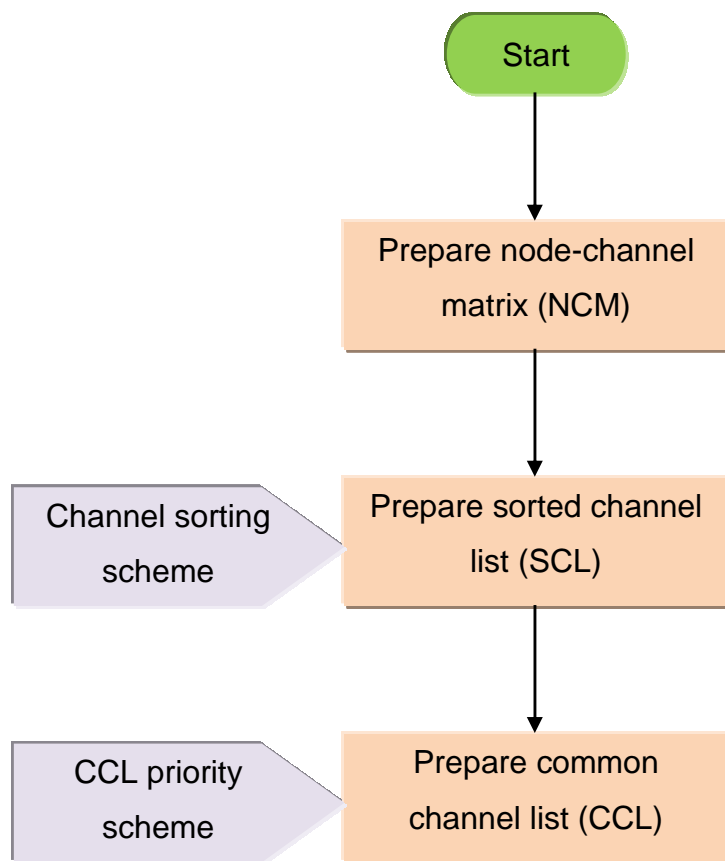 Start
Prepare node-channel
matrix (NCM)
Channel sorting
scheme
Prepare sorted channel
list (SCL)
CCL priority
scheme
Prepare common
channel list (CCL)